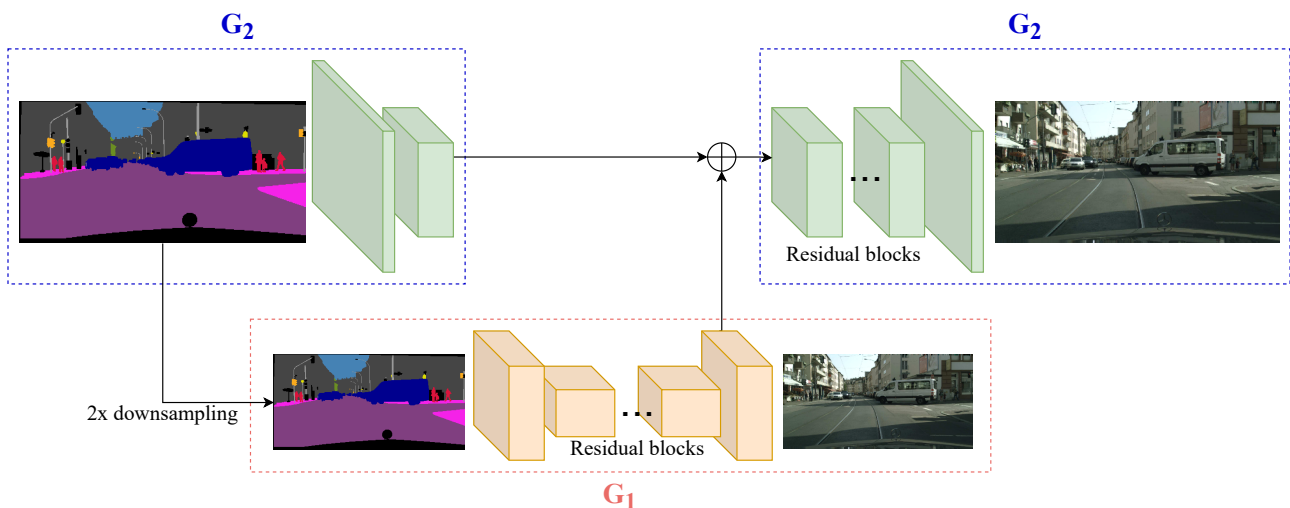 G2
G2
...
Residual blocks
2x downsampling
...
Residual blocks
G1